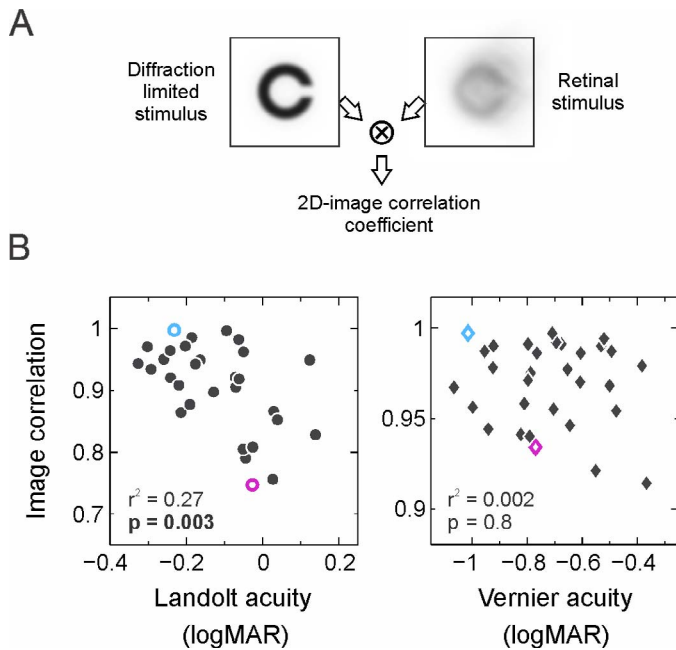 A
Diffraction
limited
stimulus
Retinal
stimulus
2D-image correlation
coefficient
B
Image correlation
1
0.9
0.8
0.7
r² = 0.27
p = 0.003
−0.4 −0.2 0 0.2
Landolt acuity
(logMAR)
1
0.95
0.9
r² = 0.002
p = 0.8
−1 −0.8 −0.6 −0.4
Vernier acuity
(logMAR)